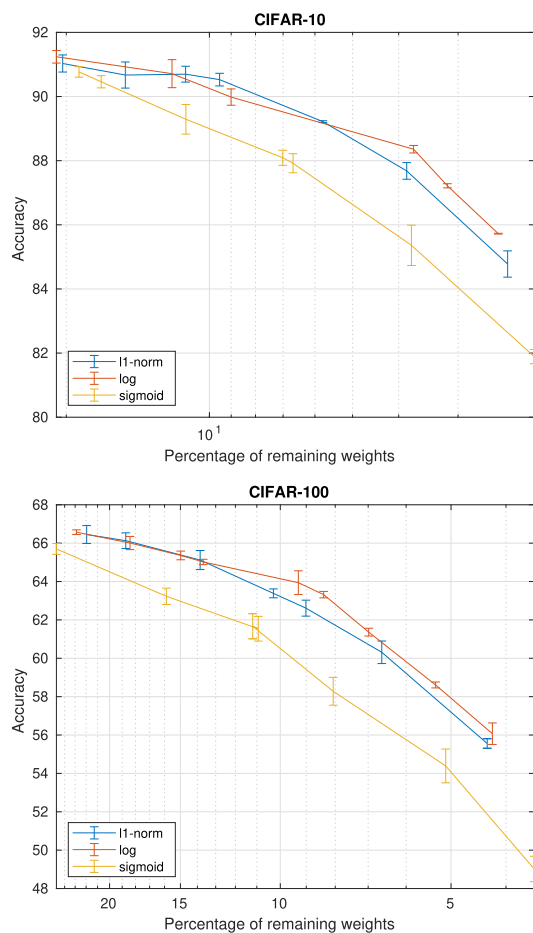 CIFAR-10
92
90
88
86
84
82
80
Accuracy
l1-norm
log
sigmoid
10^1
Percentage of remaining weights
CIFAR-100
68
66
64
62
60
58
56
54
52
50
48
Accuracy
l1-norm
log
sigmoid
20 15 10 5
Percentage of remaining weights